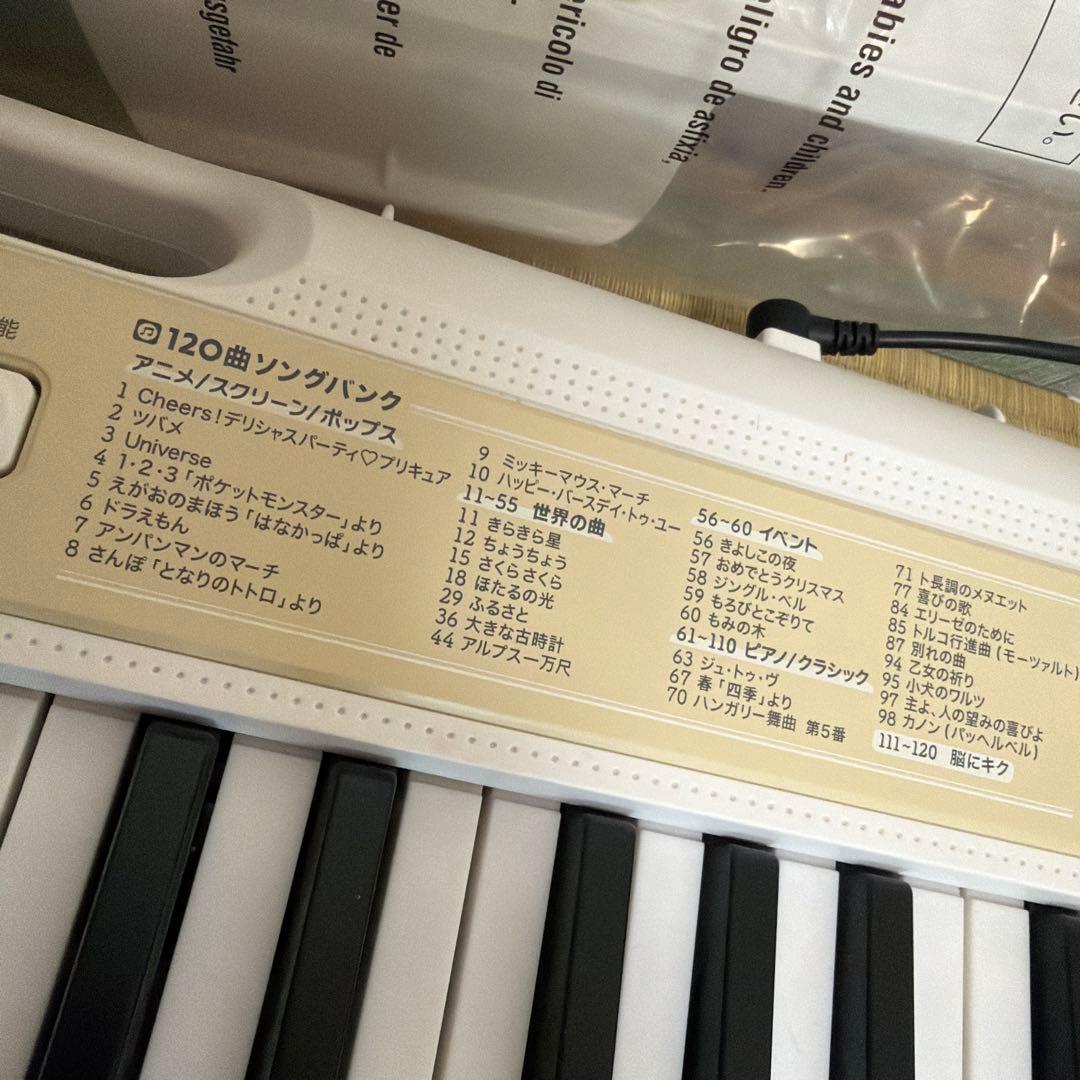 abies and children.
eligro de asfixia,
ericolo di
er de
sgefahr
い。
能
120曲ソングバンク
アニメ/スクリーン/ポップス
1 Cheers!デリシャスパーティ♡プリキュア
2 ツバメ
3 Universe
4 1・2・3「ポケットモンスター」より
5 えがおのまほう「はなかっぱ」より
6 ドラえもん
7 アンパンマンのマーチ
8 さんぽ「となりのトトロ」より
9 ミッキーマウス・マーチ
10 ハッピー・バースデイ・トゥ・ユー
11~55 世界の曲
11 きらきら星
12 ちょうちょう
15 さくらさくら
18 ほたるの光
29 ふるさと
36 大きな古時計
44 アルプス一万尺
56~60 イベント
56 きよしこの夜
57 おめでとうクリスマス
58 ジングル・ベル
59 もろびとこぞりて
60 もみの木
61~110 ピアノ/クラシック
63 ジュ・トゥ・ヴ
67 春「四季」より
70 ハンガリー舞曲 第5番
71 ト長調のメヌエット
77 喜びの歌
84 エリーゼのために
85 トルコ行進曲(モーツァルト)
87 別れの曲
94 乙女の祈り
95 小犬のワルツ
97 主よ、人の望みの喜びよ
98 カノン(パッヘルベル)
111~120 脳にキク